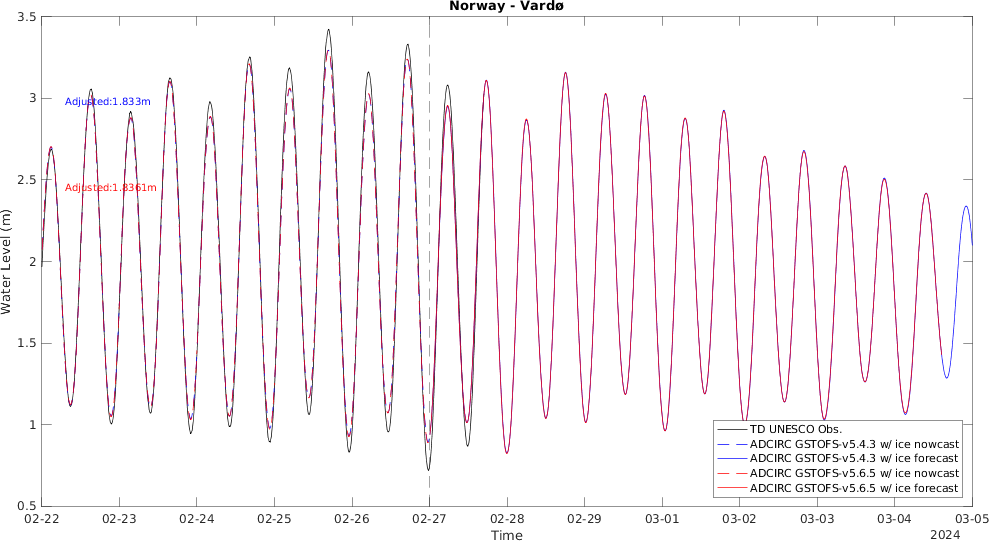 Norway - Vardø
3.5
3
2.5
2
1.5
1
0.5
Water Level (m)
Adjusted:1.833m
Adjusted:1.8361m
TD UNESCO Obs.
ADCIRC GSTOFS-v5.4.3 w/ ice nowcast
ADCIRC GSTOFS-v5.4.3 w/ ice forecast
ADCIRC GSTOFS-v5.6.5 w/ ice nowcast
ADCIRC GSTOFS-v5.6.5 w/ ice forecast
02-22 02-23 02-24 02-25 02-26 02-27 02-28 02-29 03-01 03-02 03-03 03-04 03-05
Time
2024